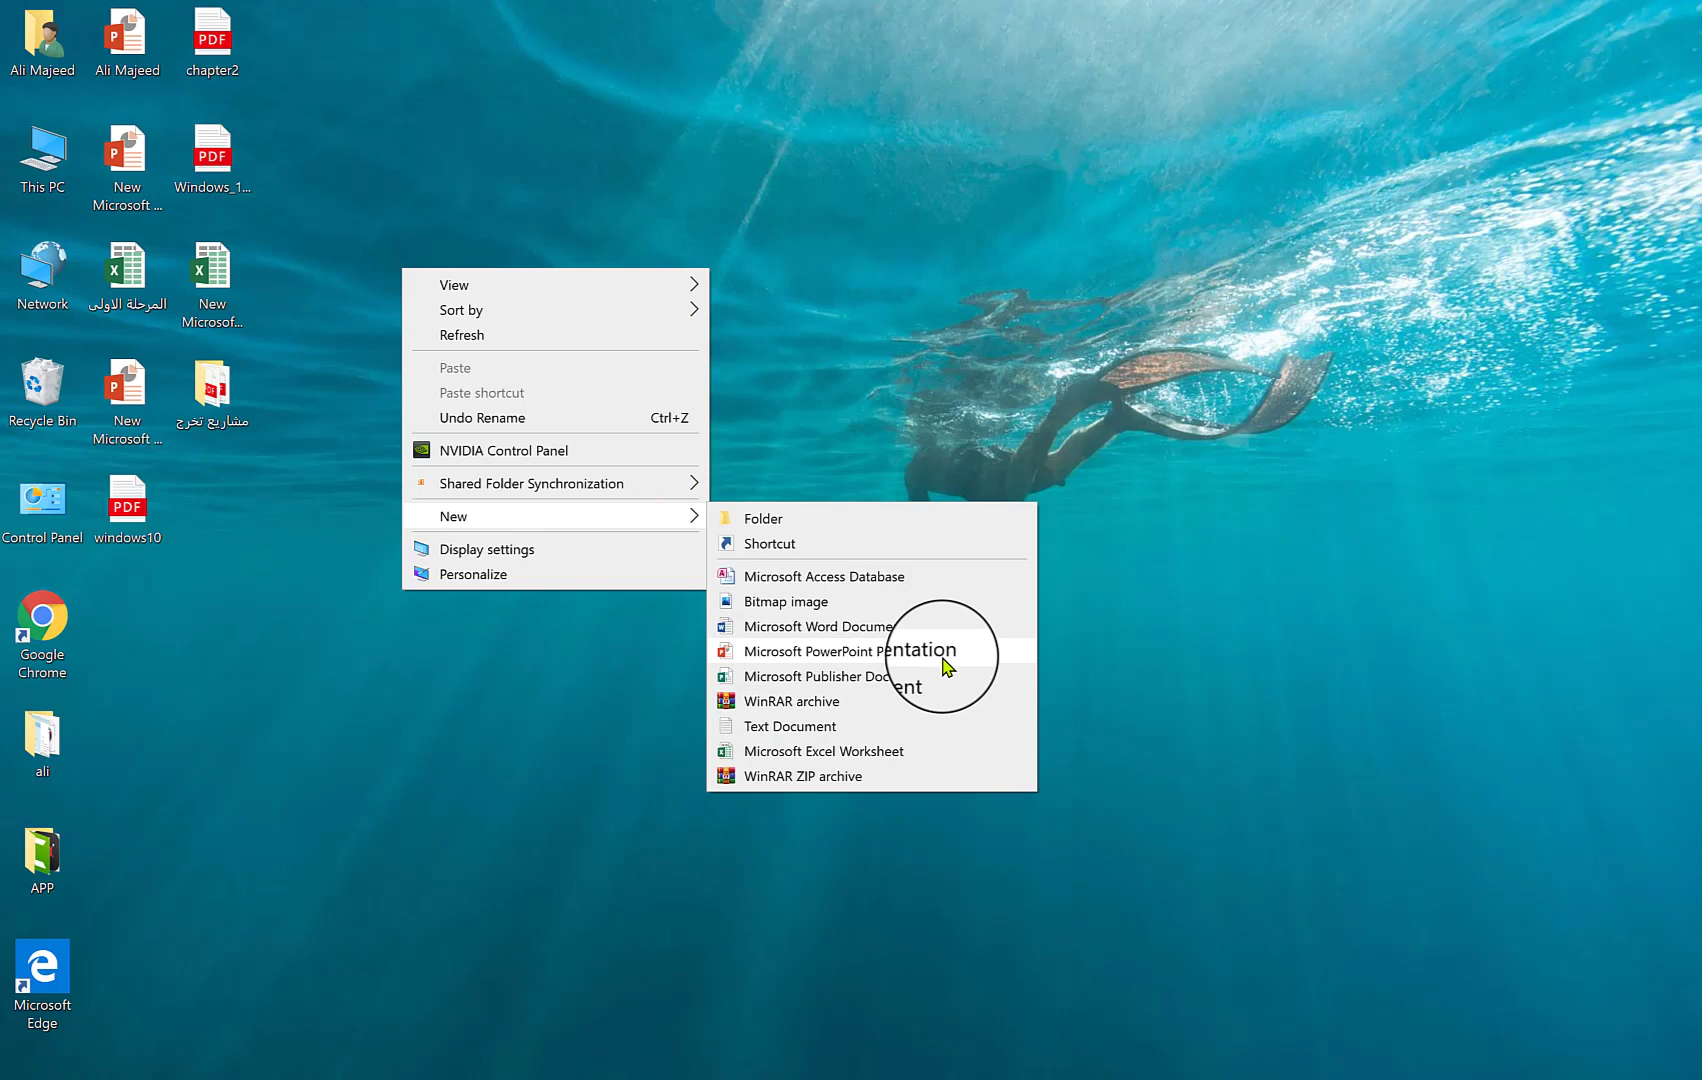 Ali Majeed
Ali Majeed
chapter2
This PC
New
Microsoft ...
Windows_1...
Network
المرحلة الاولى
New
Microsof...
Recycle Bin
New
Microsoft ...
مشاريع تخرج
Control Panel
windows10
Google
Chrome
ali
APP
Microsoft
Edge
View
Sort by
Refresh
Paste
Paste shortcut
Undo Rename Ctrl+Z
NVIDIA Control Panel
Shared Folder Synchronization
New
Display settings
Personalize
Folder
Shortcut
Microsoft Access Database
Bitmap image
Microsoft Word Docume
Microsoft PowerPoint P entation
Microsoft Publisher Doc ent
WinRAR archive
Text Document
Microsoft Excel Worksheet
WinRAR ZIP archive